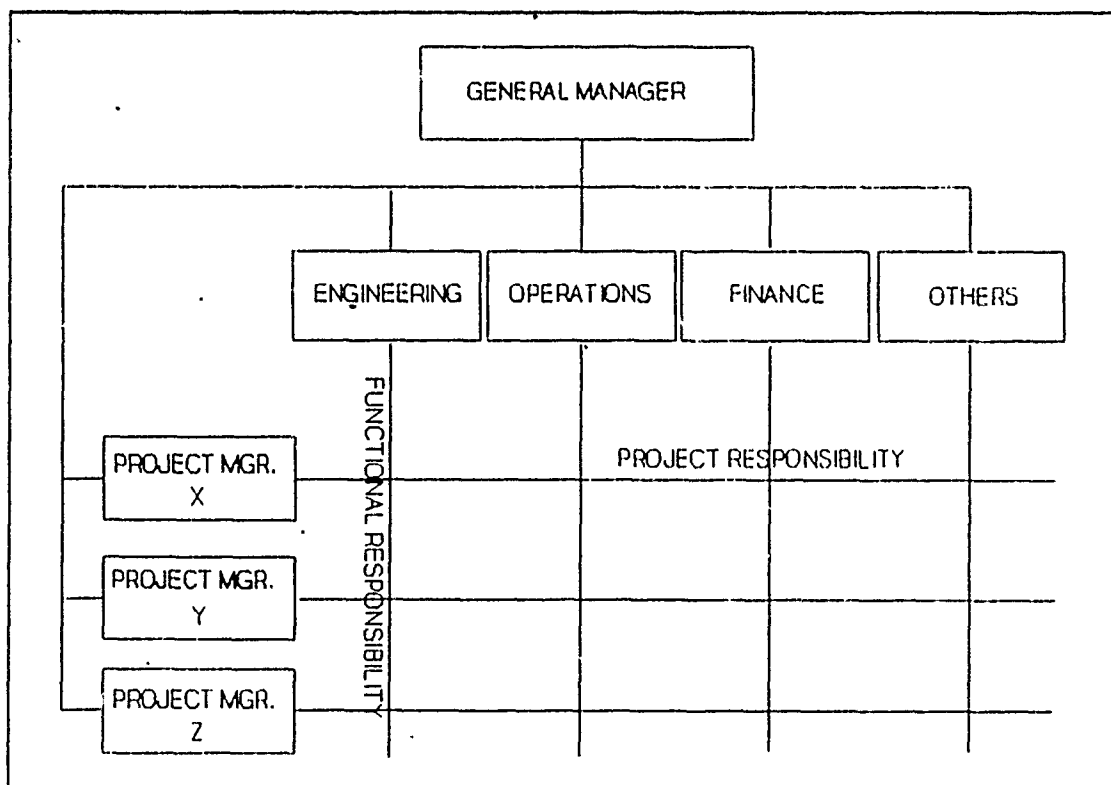 GENERAL MANAGER
ENGINEERING
OPERATIONS
FINANCE
OTHERS
FUNCTIONAL RESPONSIBILITY
PROJECT RESPONSIBILITY
PROJECT MGR.
X
PROJECT MGR.
Y
PROJECT MGR.
Z